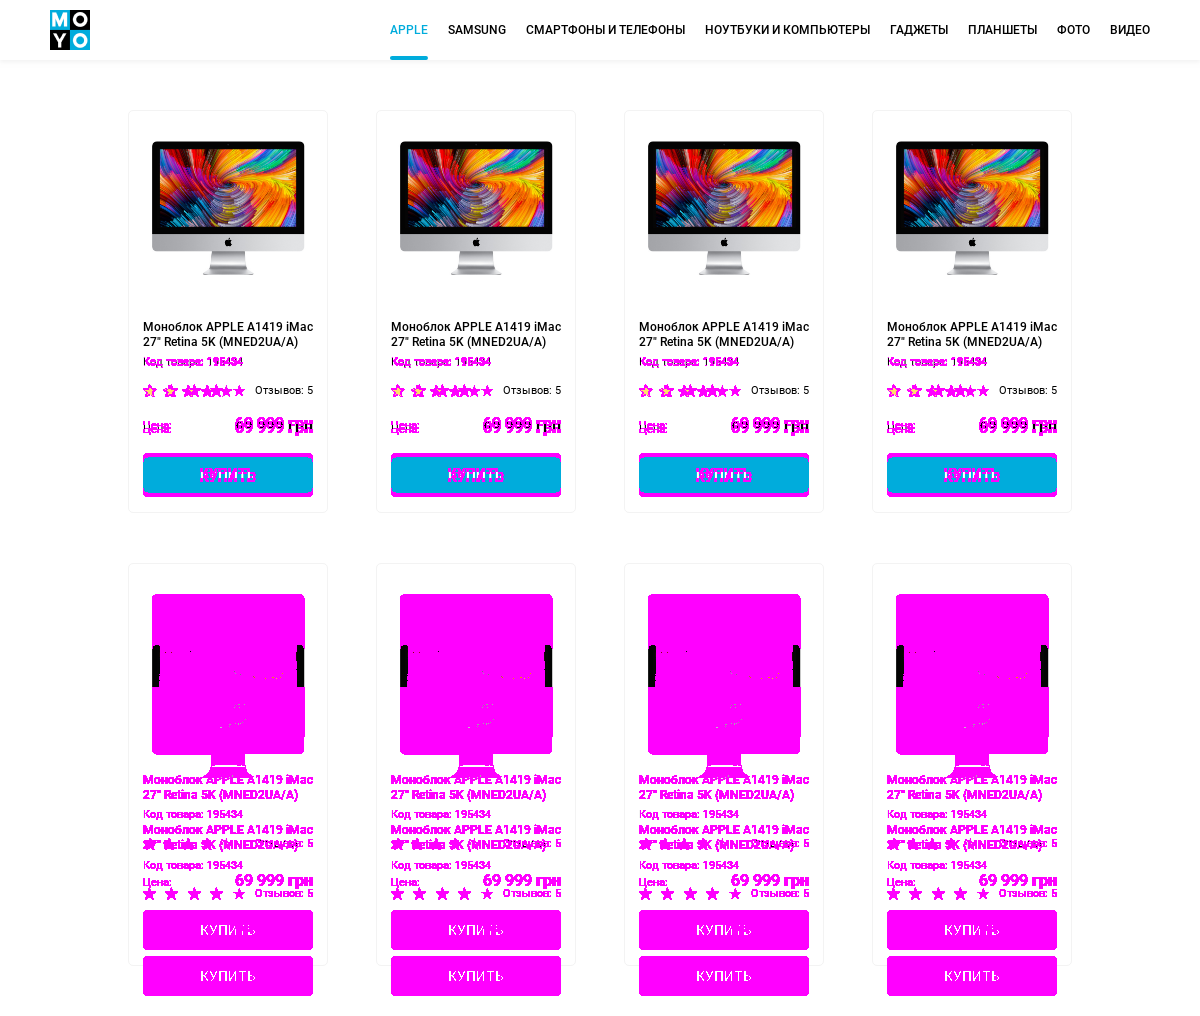 MOYO
APPLE SAMSUNG СМАРТФОНЫ И ТЕЛЕФОНЫ НОУТБУКИ И КОМПЬЮТЕРЫ ГАДЖЕТЫ ПЛАНШЕТЫ ФОТО ВИДЕО
Моноблок APPLE A1419 iMac 27" Retina 5K (MNED2UA/A)
Код товара: 195434
Отзывов: 5
Цена: 69 999 грн
КУПИТЬ
Моноблок APPLE A1419 iMac 27" Retina 5K (MNED2UA/A)
Код товара: 195434
Отзывов: 5
Цена: 69 999 грн
КУПИТЬ
Моноблок APPLE A1419 iMac 27" Retina 5K (MNED2UA/A)
Код товара: 195434
Отзывов: 5
Цена: 69 999 грн
КУПИТЬ
Моноблок APPLE A1419 iMac 27" Retina 5K (MNED2UA/A)
Код товара: 195434
Отзывов: 5
Цена: 69 999 грн
КУПИТЬ
Моноблок APPLE A1419 iMac 27" Retina 5K (MNED2UA/A)
Код товара: 195434
Моноблок APPLE A1419 iMac 27" Retina 5K (MNED2UA/A)
Отзывов: 5
Код товара: 195434
Цена: 69 999 грн
Отзывов: 5
КУПИТЬ
КУПИТЬ
Моноблок APPLE A1419 iMac 27" Retina 5K (MNED2UA/A)
Код товара: 195434
Моноблок APPLE A1419 iMac 27" Retina 5K (MNED2UA/A)
Отзывов: 5
Код товара: 195434
Цена: 69 999 грн
Отзывов: 5
КУПИТЬ
КУПИТЬ
Моноблок APPLE A1419 iMac 27" Retina 5K (MNED2UA/A)
Код товара: 195434
Моноблок APPLE A1419 iMac 27" Retina 5K (MNED2UA/A)
Отзывов: 5
Код товара: 195434
Цена: 69 999 грн
Отзывов: 5
КУПИТЬ
КУПИТЬ
Моноблок APPLE A1419 iMac 27" Retina 5K (MNED2UA/A)
Код товара: 195434
Моноблок APPLE A1419 iMac 27" Retina 5K (MNED2UA/A)
Отзывов: 5
Код товара: 195434
Цена: 69 999 грн
Отзывов: 5
КУПИТЬ
КУПИТЬ